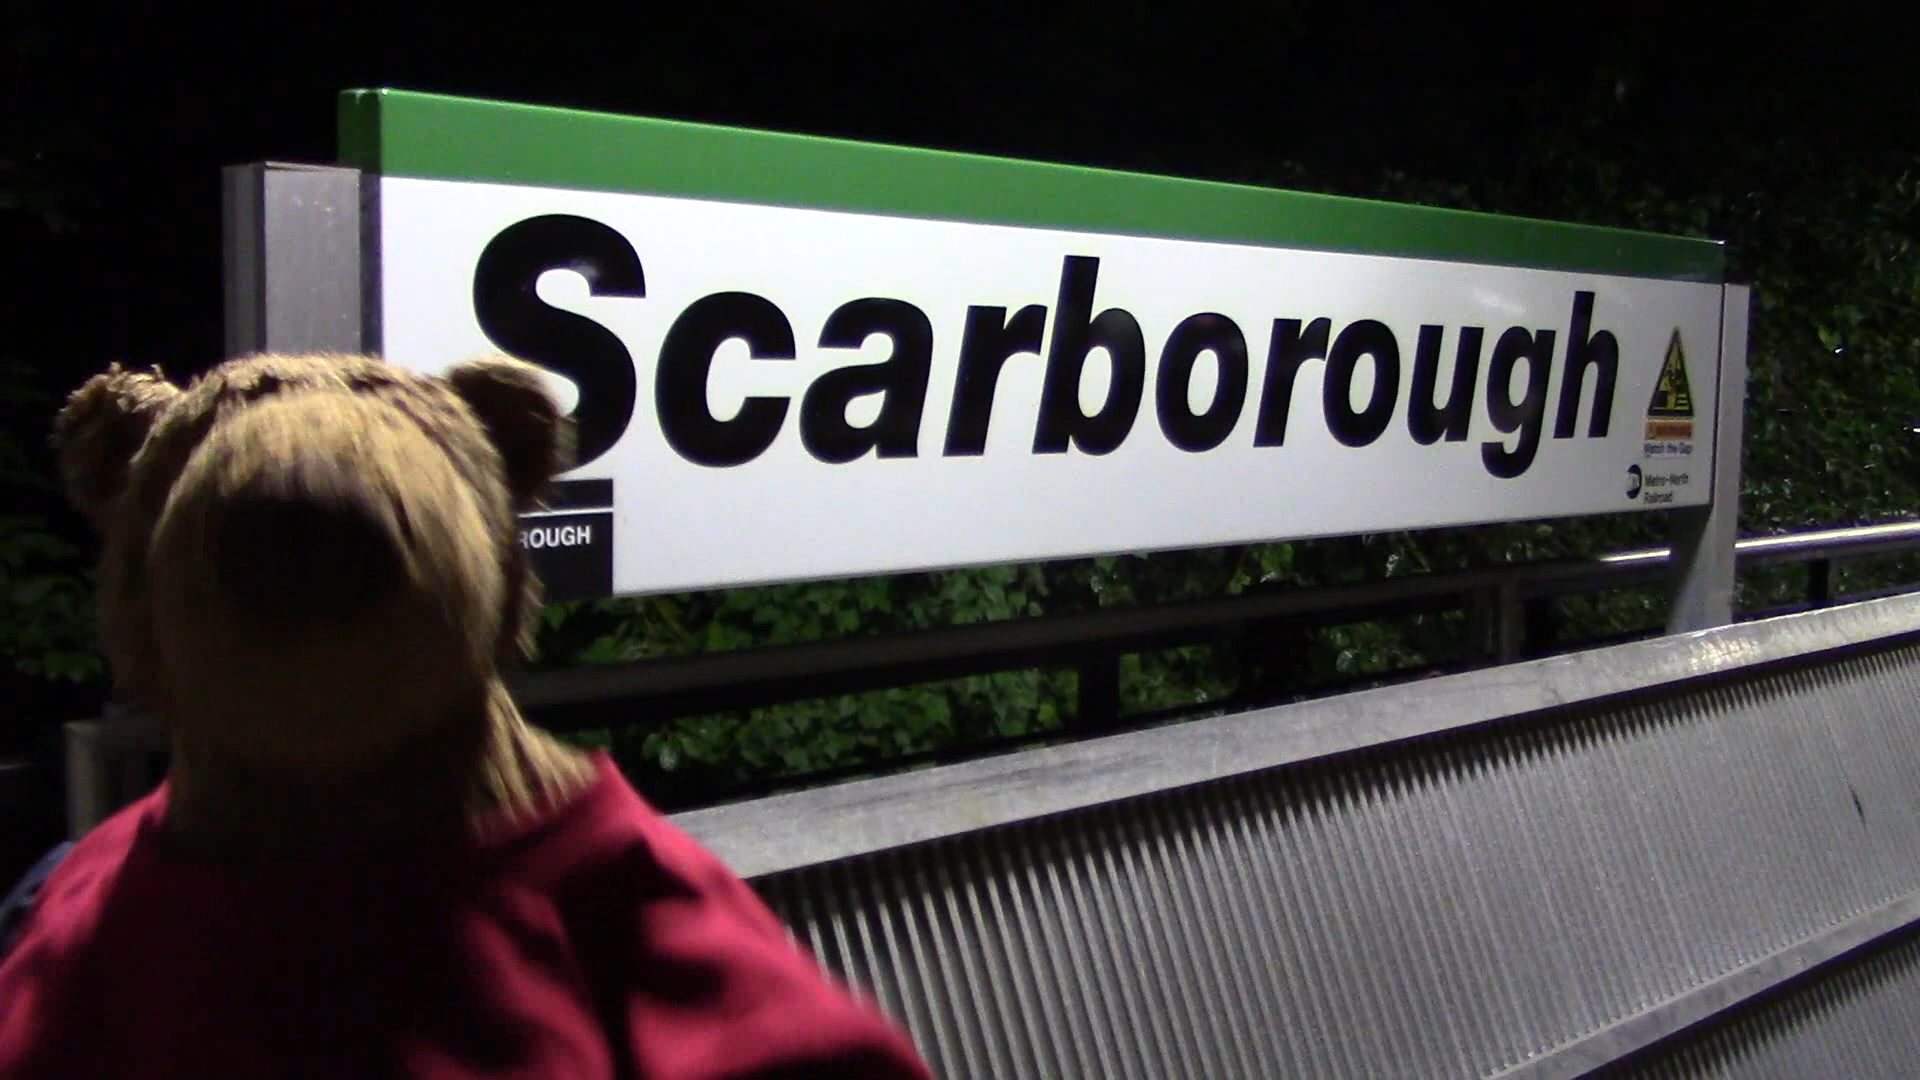 Scarborough
ROUGH
Watch the Gap
Metro-North
Railroad